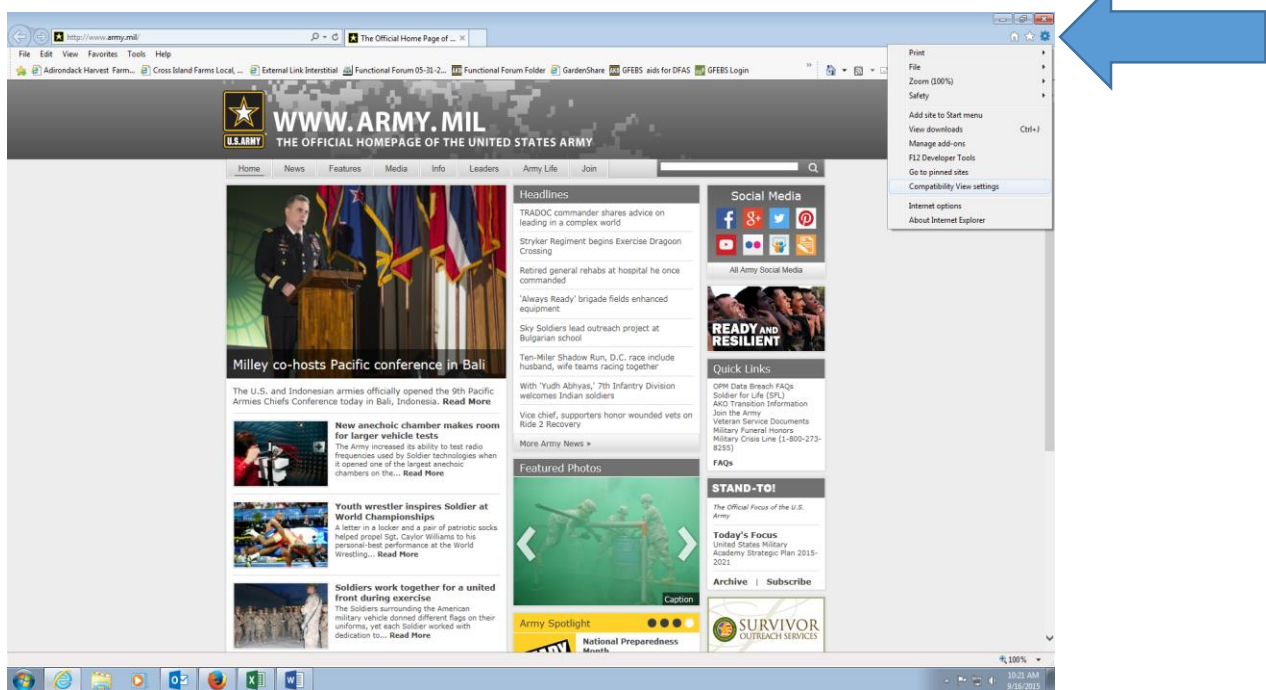 http://www.army.mil/
The Official Home Page of ...
File Edit View Favorites Tools Help
Adirondack Harvest Farm... Cross Island Farms Local, ... External Link Interstitial Functional Forum 05-31-2... Functional Forum Folder GardenShare GFEBS aids for DFAS GFEBS Login
Print
File
Zoom (100%)
Safety
Add site to Start menu
View downloads Ctrl+J
Manage add-ons
F12 Developer Tools
Go to pinned sites
Compatibility View settings
Internet options
About Internet Explorer
U.S.ARMY
WWW.ARMY.MIL
THE OFFICIAL HOMEPAGE OF THE UNITED STATES ARMY
Home News Features Media Info Leaders Army Life Join
Milley co-hosts Pacific conference in Bali
The U.S. and Indonesian armies officially opened the 9th Pacific
Armies Chiefs Conference today in Bali, Indonesia. Read More
New anechoic chamber makes room
for larger vehicle tests
The Army increased its ability to test radio
frequencies used by Soldier technologies when
it opened one of the largest anechoic
chambers on the... Read More
Youth wrestler inspires Soldier at
World Championships
A letter in a locker and a pair of patriotic socks
helped propel Sgt. Caylor Williams to his
personal-best performance at the World
Wrestling... Read More
Soldiers work together for a united
front during exercise
The Soldiers surrounding the American
military vehicle donned different flags on their
uniforms, yet each Soldier worked with
dedication to... Read More
Headlines
TRADOC commander shares advice on
leading in a complex world
Stryker Regiment begins Exercise Dragoon
Crossing
Retired general rehabs at hospital he once
commanded
'Always Ready' brigade fields enhanced
equipment
Sky Soldiers lead outreach project at
Bulgarian school
Ten-Miler Shadow Run, D.C. race include
husband, wife teams racing together
With 'Yudh Abhyas,' 7th Infantry Division
welcomes Indian soldiers
Vice chief, supporters honor wounded vets on
Ride 2 Recovery
More Army News »
Featured Photos
Caption
Army Spotlight
National Preparedness
Month
Social Media
All Army Social Media
READY AND
RESILIENT
Quick Links
OPM Data Breach FAQs
Soldier for Life (SFL)
AKO Transition Information
Join the Army
Veteran Service Documents
Military Funeral Honors
Military Crisis Line (1-800-273-
8255)
FAQs
STAND-TO!
The Official Focus of the U.S.
Army
Today's Focus
United States Military
Academy Strategic Plan 2015-
2021
Archive | Subscribe
SURVIVOR
OUTREACH SERVICES
100%
10:21 AM
9/16/2015